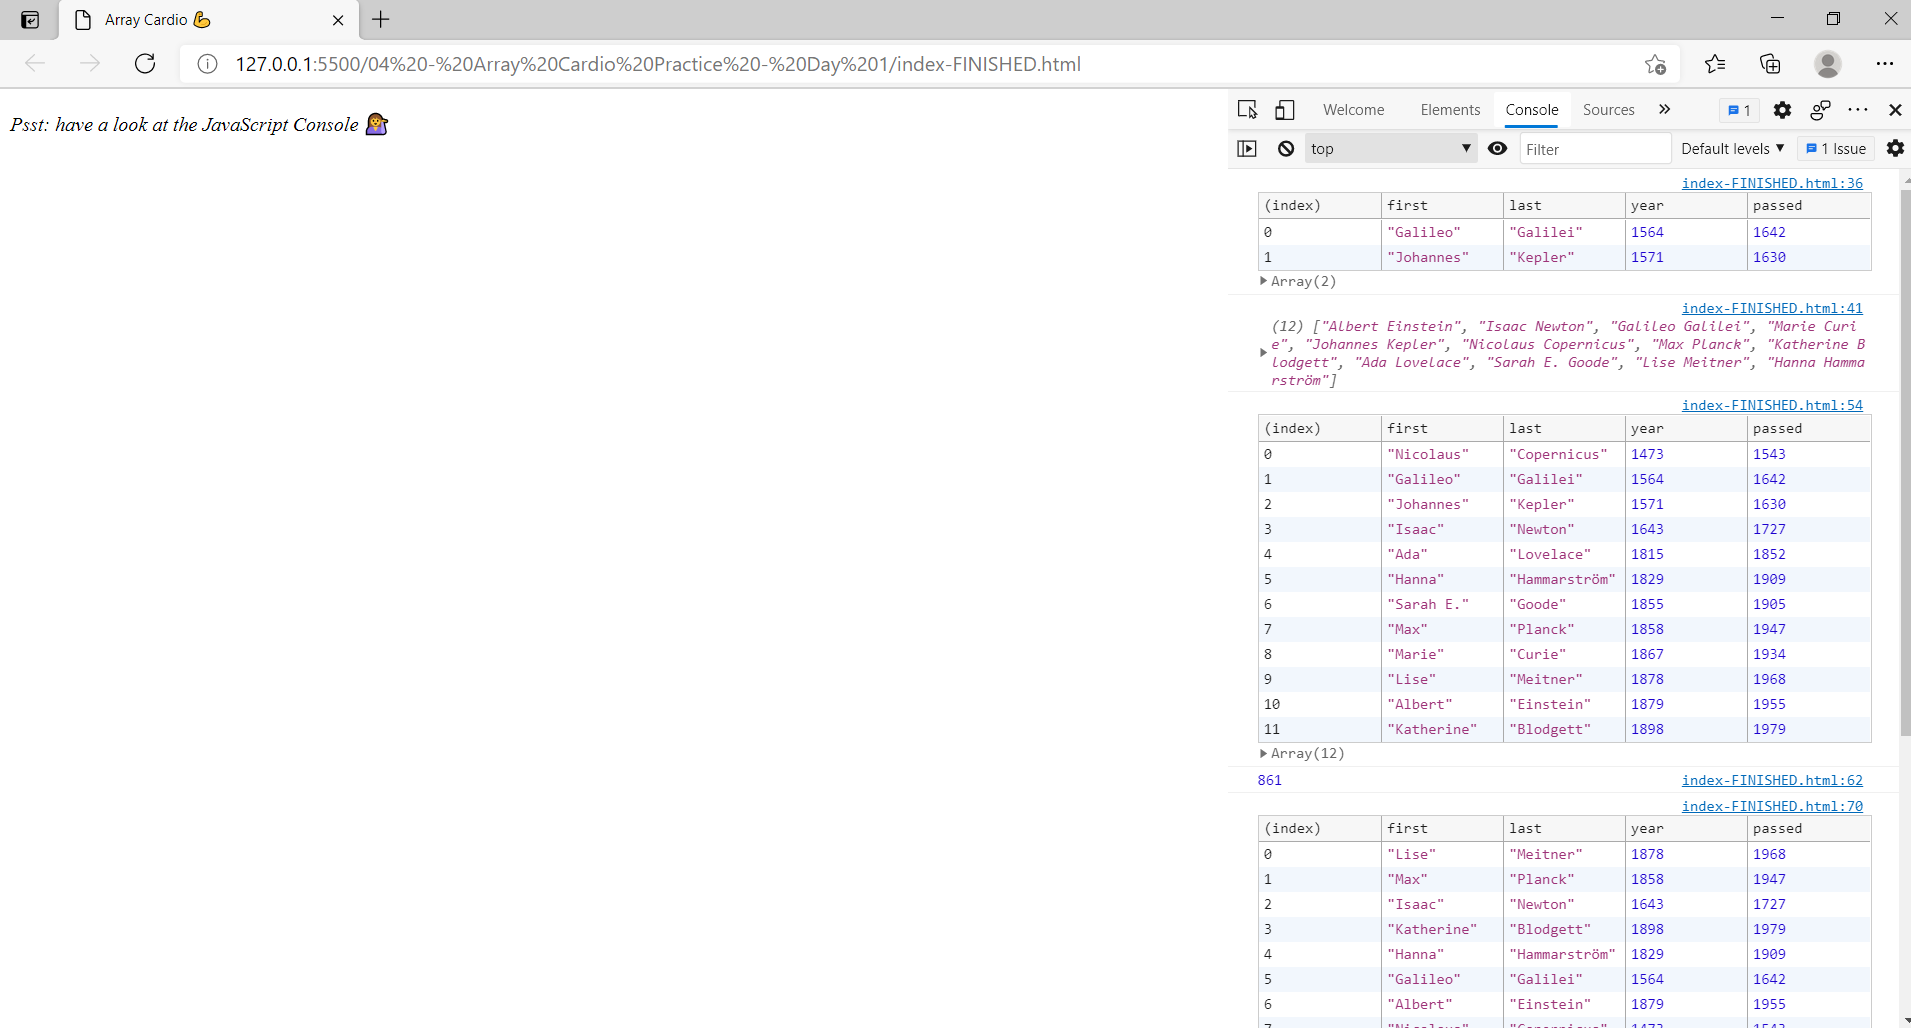 Array Cardio 💪
127.0.0.1:5500/04%20-%20Array%20Cardio%20Practice%20-%20Day%201/index-FINISHED.html
Psst: have a look at the JavaScript Console 💁
Welcome Elements Console Sources 1
top Filter Default levels 1 Issue
index-FINISHED.html:36
(index) first last year passed
0 "Galileo" "Galilei" 1564 1642
1 "Johannes" "Kepler" 1571 1630
Array(2)
index-FINISHED.html:41
(12) ["Albert Einstein", "Isaac Newton", "Galileo Galilei", "Marie Curi
e", "Johannes Kepler", "Nicolaus Copernicus", "Max Planck", "Katherine B
lodgett", "Ada Lovelace", "Sarah E. Goode", "Lise Meitner", "Hanna Hamma
rström"]
index-FINISHED.html:54
(index) first last year passed
0 "Nicolaus" "Copernicus" 1473 1543
1 "Galileo" "Galilei" 1564 1642
2 "Johannes" "Kepler" 1571 1630
3 "Isaac" "Newton" 1643 1727
4 "Ada" "Lovelace" 1815 1852
5 "Hanna" "Hammarström" 1829 1909
6 "Sarah E." "Goode" 1855 1905
7 "Max" "Planck" 1858 1947
8 "Marie" "Curie" 1867 1934
9 "Lise" "Meitner" 1878 1968
10 "Albert" "Einstein" 1879 1955
11 "Katherine" "Blodgett" 1898 1979
Array(12)
861 index-FINISHED.html:62
index-FINISHED.html:70
(index) first last year passed
0 "Lise" "Meitner" 1878 1968
1 "Max" "Planck" 1858 1947
2 "Isaac" "Newton" 1643 1727
3 "Katherine" "Blodgett" 1898 1979
4 "Hanna" "Hammarström" 1829 1909
5 "Galileo" "Galilei" 1564 1642
6 "Albert" "Einstein" 1879 1955
7 "Nicolaus" "Copernicus" 1473 1543